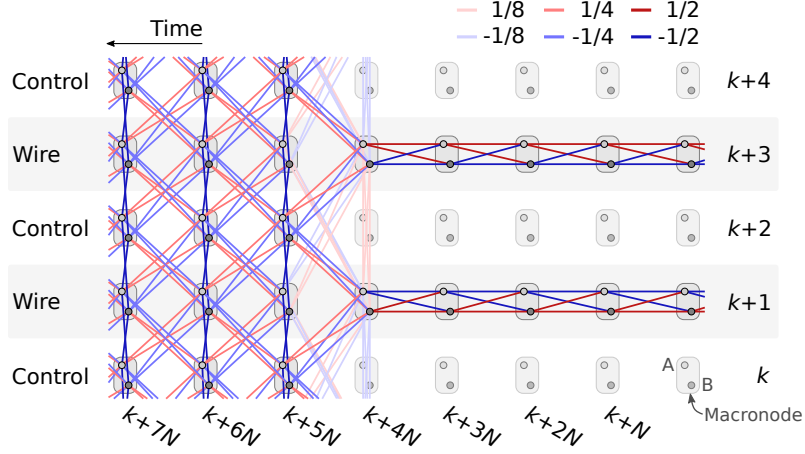 1/8 1/4 1/2
-1/8 -1/4 -1/2
Time
Control k+4
Wire k+3
Control k+2
Wire k+1
Control A B k
k+7N k+6N k+5N k+4N k+3N k+2N k+N
Macronode